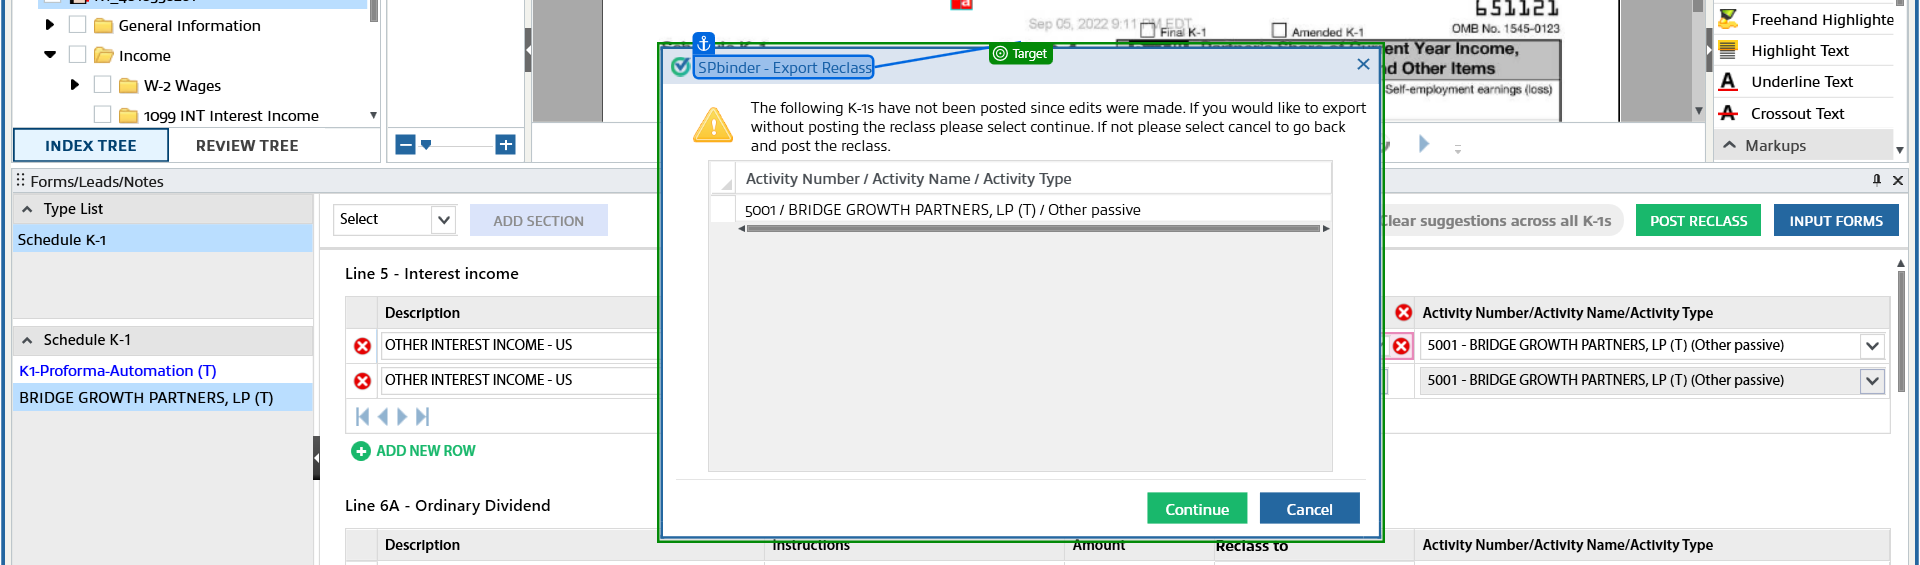 General Information
Income
W-2 Wages
1099 INT Interest Income
INDEX TREE
REVIEW TREE
a
651121
Sep 05, 2022 9:11
Final K-1
Amended K-1
OMB No. 1545-0123
ent Year Income,
d Other Items
Self-employment earnings (loss)
Freehand Highlighte
Highlight Text
Underline Text
Crossout Text
Markups
Target
SPbinder - Export Reclass
The following K-1s have not been posted since edits were made. If you would like to export
without posting the reclass please select continue. If not please select cancel to go back
and post the reclass.
Activity Number / Activity Name / Activity Type
5001 / BRIDGE GROWTH PARTNERS, LP (T) / Other passive
Continue
Cancel
Forms/Leads/Notes
Type List
Schedule K-1
Schedule K-1
K1-Proforma-Automation (T)
BRIDGE GROWTH PARTNERS, LP (T)
Select
ADD SECTION
Clear suggestions across all K-1s
POST RECLASS
INPUT FORMS
Line 5 - Interest income
Description
Activity Number/Activity Name/Activity Type
OTHER INTEREST INCOME - US
5001 - BRIDGE GROWTH PARTNERS, LP (T) (Other passive)
OTHER INTEREST INCOME - US
5001 - BRIDGE GROWTH PARTNERS, LP (T) (Other passive)
ADD NEW ROW
Line 6A - Ordinary Dividend
Description
Instructions
Amount
Reclass to
Activity Number/Activity Name/Activity Type